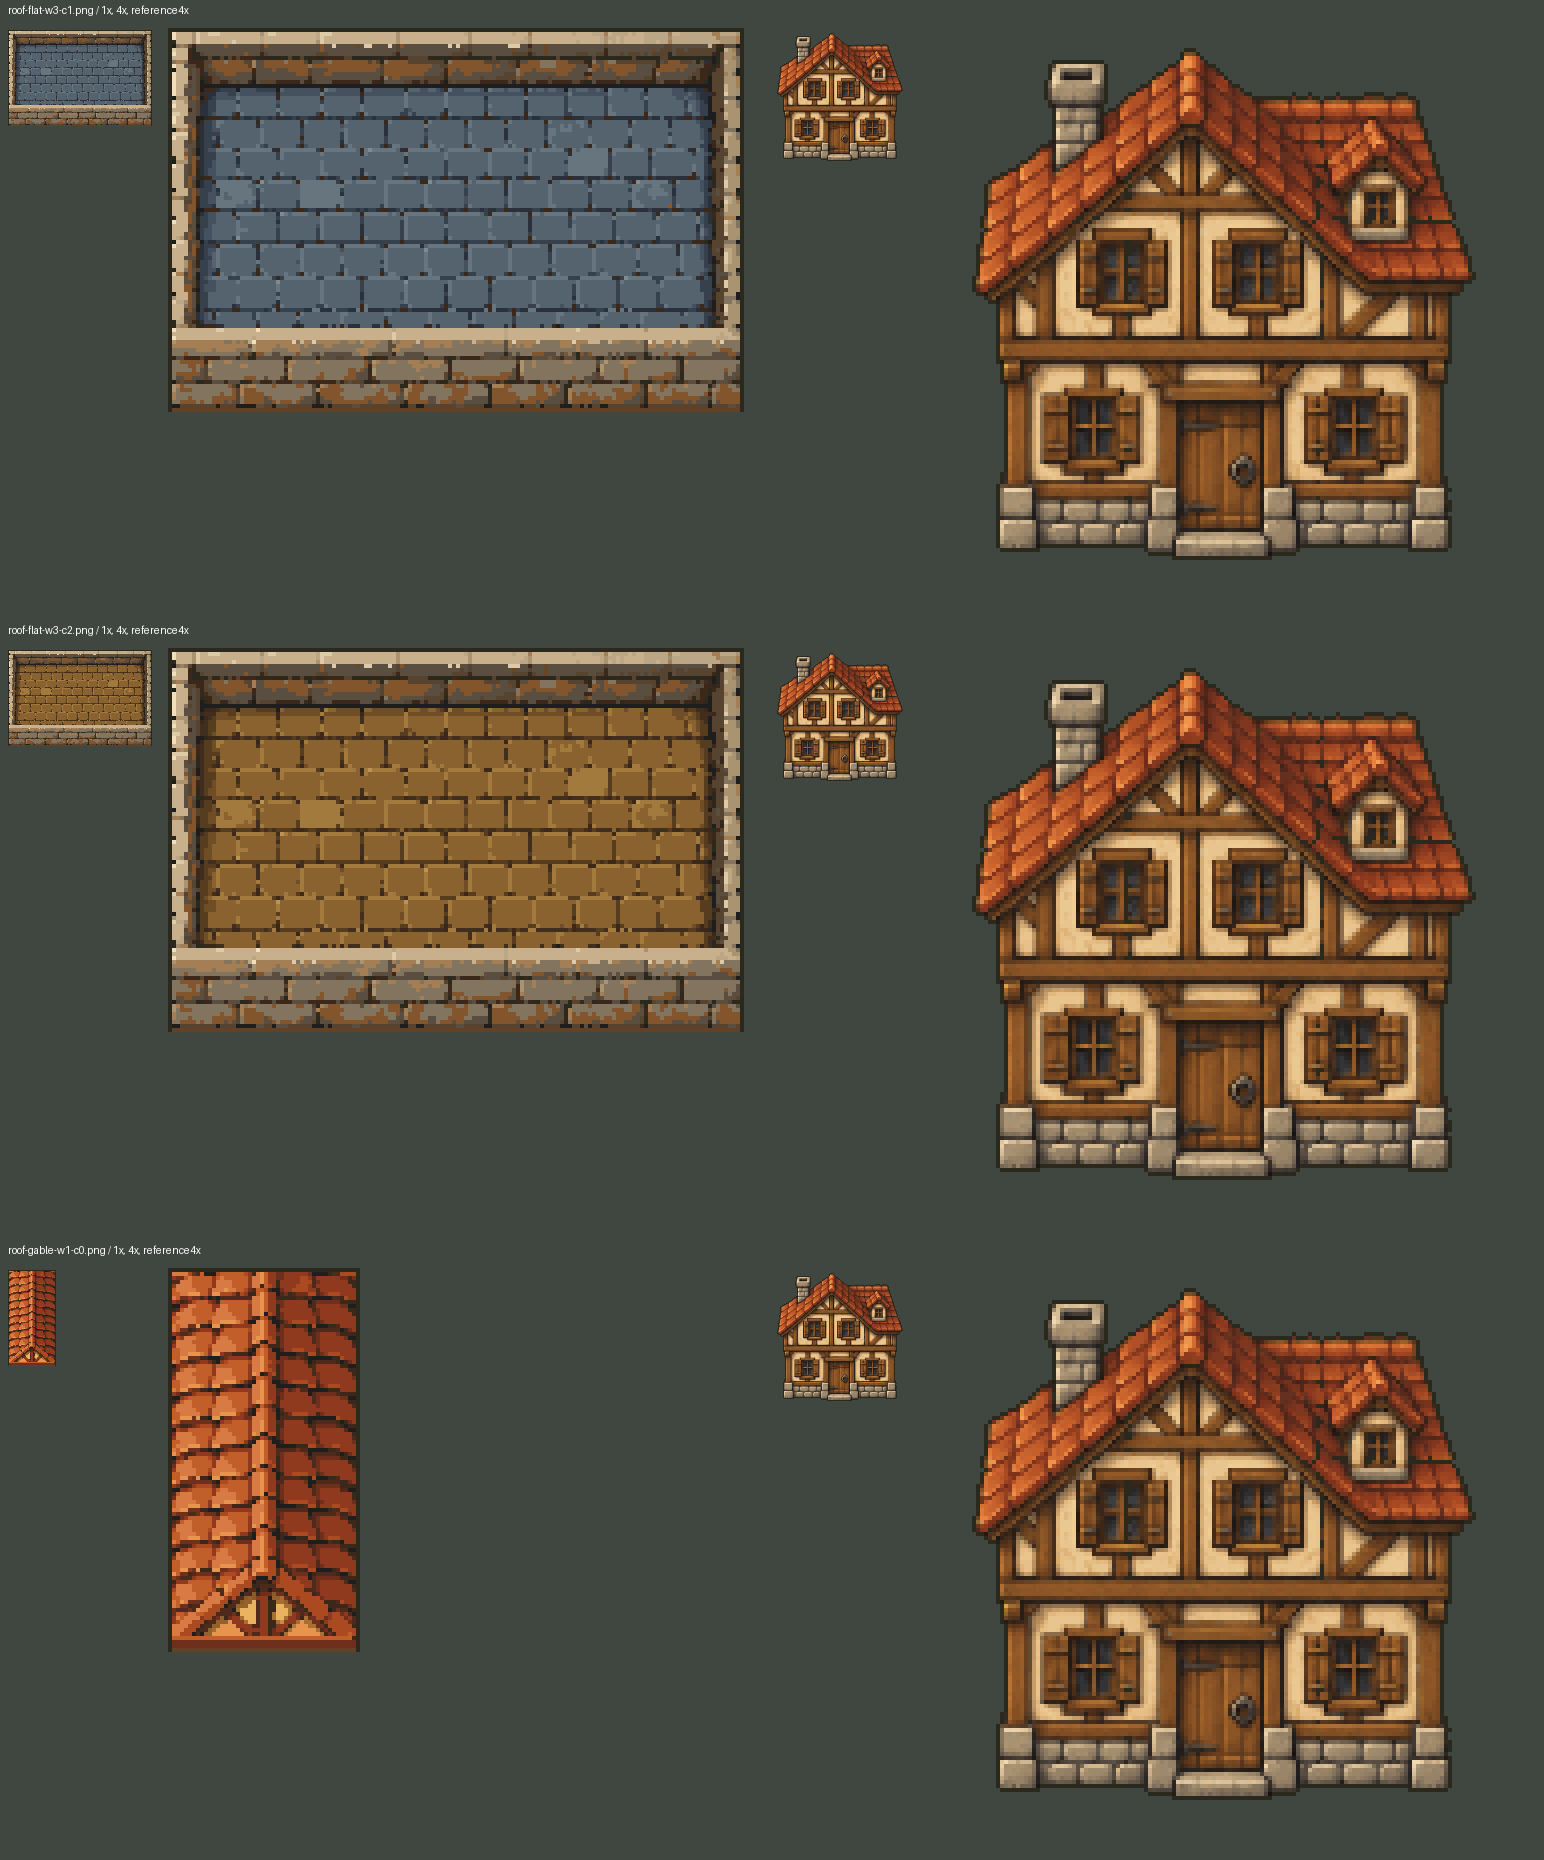 roof-flat-w3-c1.png / 1x, 4x, reference4x
roof-flat-w3-c2.png / 1x, 4x, reference4x
roof-gable-w1-c0.png / 1x, 4x, reference4x